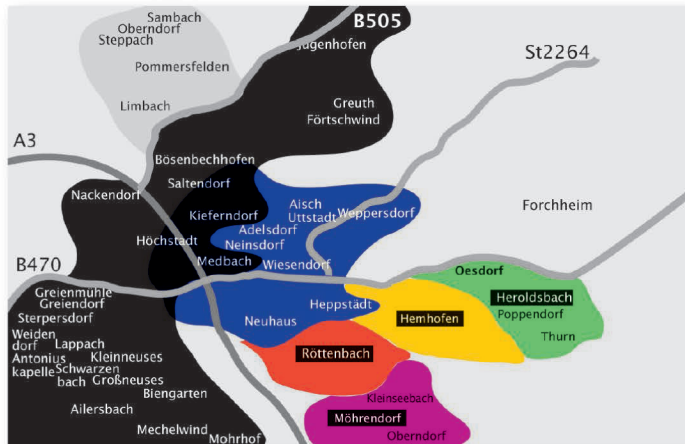 Sambach
Oberndorf
Steppach
Pommersfelden
Limbach
B505
Jugenhofen
St2264
Greuth
Förtschwind
A3
Bösenbechhofen
Nackendorf
Saltendorf
Kieferndorf
Aisch
Uttstadt
Weppersdorf
Forchheim
Höchstadt
Adelsdorf
Neinsdorf
Medbach
Wiesendorf
B470
Oesdorf
Greienmühle
Greiendorf
Sterpersdorf
Heppstädt
Heroldsbach
Poppendorf
Neuhaus
Hemhofen
Thurn
Weiden
dorf
Lappach
Antonius
kapelle
Kleinneuses
Schwarzen
bach
Großneuses
Röttenbach
Biengarten
Ailersbach
Kleinseebach
Möhrendorf
Mechelwind
Mohrhof
Oberndorf